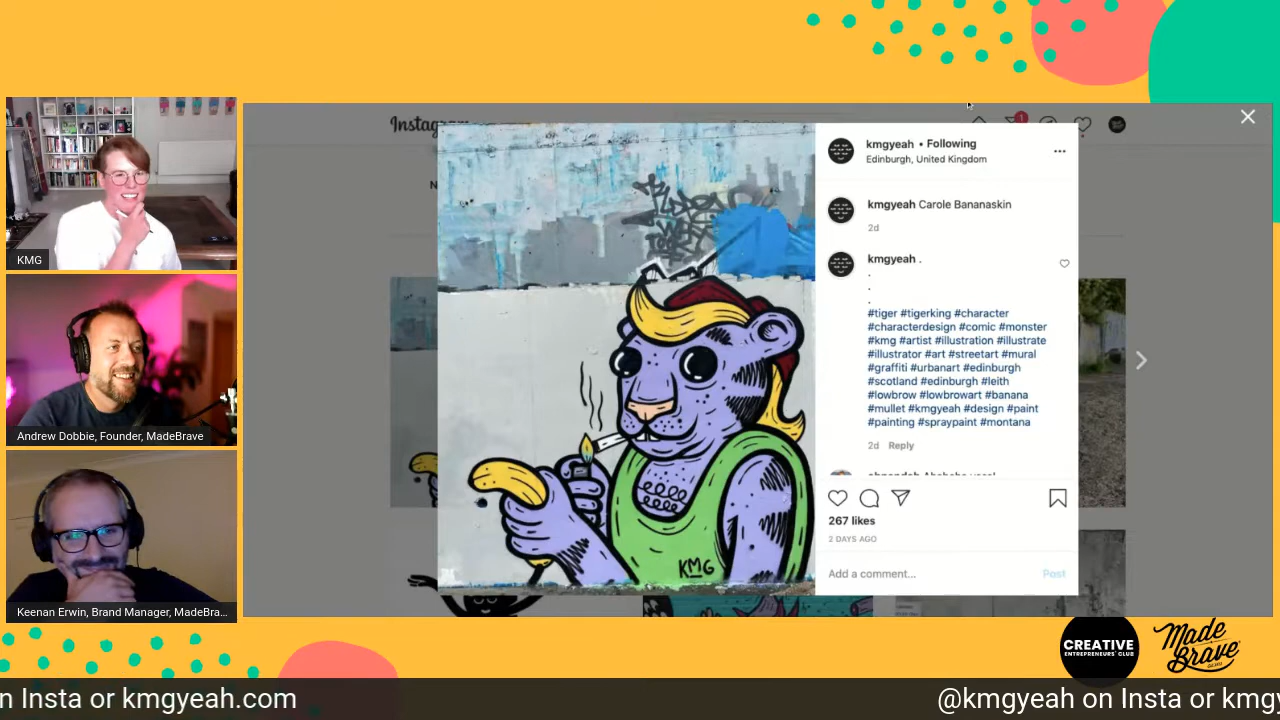 KMG
Andrew Dobbie, Founder, MadeBrave
Keenan Erwin, Brand Manager, MadeBra...
Instagram
1
N
KMG
kmgyeah • Following
Edinburgh, United Kingdom
kmgyeah Carole Bananaskin
2d
kmgyeah .
.
.
.
#tiger #tigerking #character
#characterdesign #comic #monster
#kmg #artist #illustration #illustrate
#illustrator #art #streetart #mural
#graffiti #urbanart #edinburgh
#scotland #edinburgh #leith
#lowbrow #lowbrowart #banana
#mullet #kmgyeah #design #paint
#painting #spraypaint #montana
2d Reply
267 likes
2 DAYS AGO
Add a comment... Post
CREATIVE
ENTREPRENEURS' CLUB
Made
Brave
n Insta or kmgyeah.com
@kmgyeah on Insta or kmgy